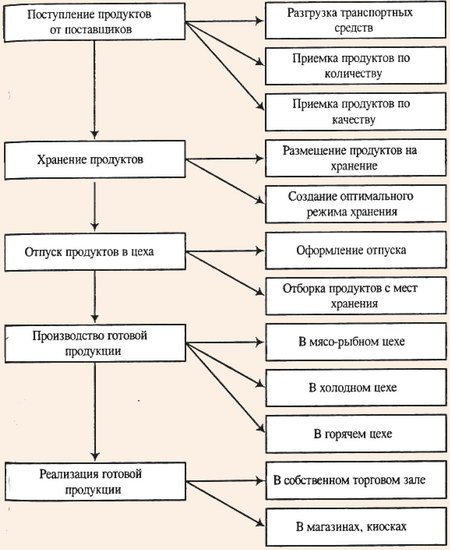 Поступление продуктов
от поставщиков
Разгрузка транспортных
средств
Приемка продуктов по
количеству
Приемка продуктов по
качеству
Хранение продуктов
Размещение продуктов на
хранение
Создание оптимального
режима хранения
Отпуск продуктов в цеха
Оформление отпуска
Отборка продуктов с мест
хранения
Производство готовой
продукции
В мясо-рыбном цехе
В холодном цехе
В горячем цехе
Реализация готовой
продукции
В собственном торговом зале
В магазинах, киосках